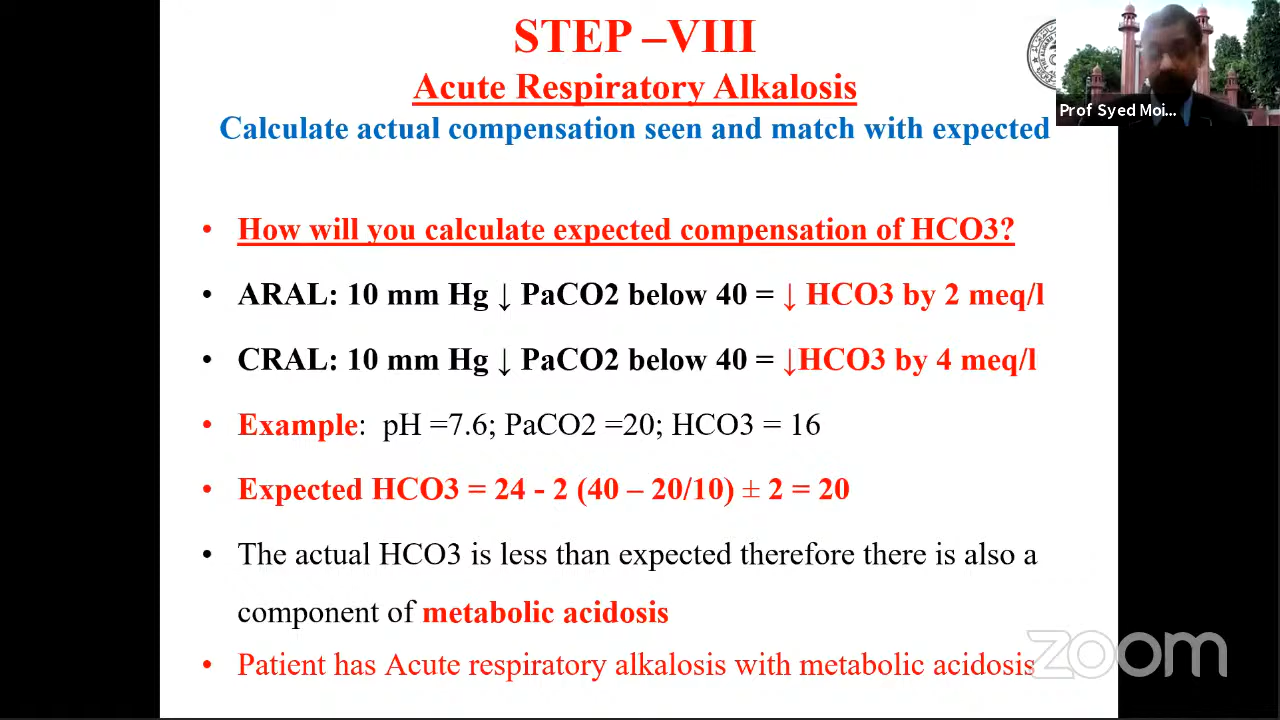 STEP –VIII
Acute Respiratory Alkalosis
Calculate actual compensation seen and match with expected
Prof Syed Moi...
• How will you calculate expected compensation of HCO3?
• ARAL: 10 mm Hg ↓ PaCO2 below 40 = ↓ HCO3 by 2 meq/l
• CRAL: 10 mm Hg ↓ PaCO2 below 40 = ↓HCO3 by 4 meq/l
• Example: pH =7.6; PaCO2 =20; HCO3 = 16
• Expected HCO3 = 24 - 2 (40 – 20/10) ± 2 = 20
• The actual HCO3 is less than expected therefore there is also a
component of metabolic acidosis
• Patient has Acute respiratory alkalosis with metabolic acidosis
zoom